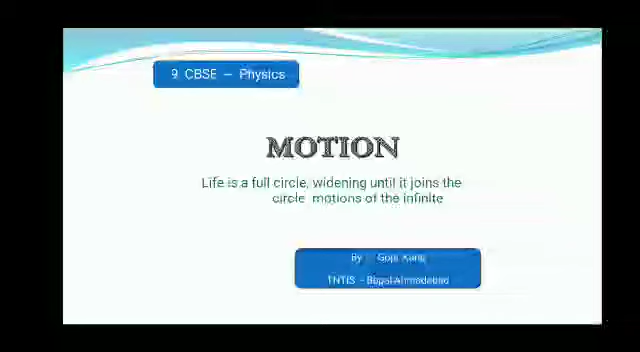 9 CBSE – Physics
MOTION
Life is a full circle, widening until it joins the
circle motions of the infinite
By
TNTIS -